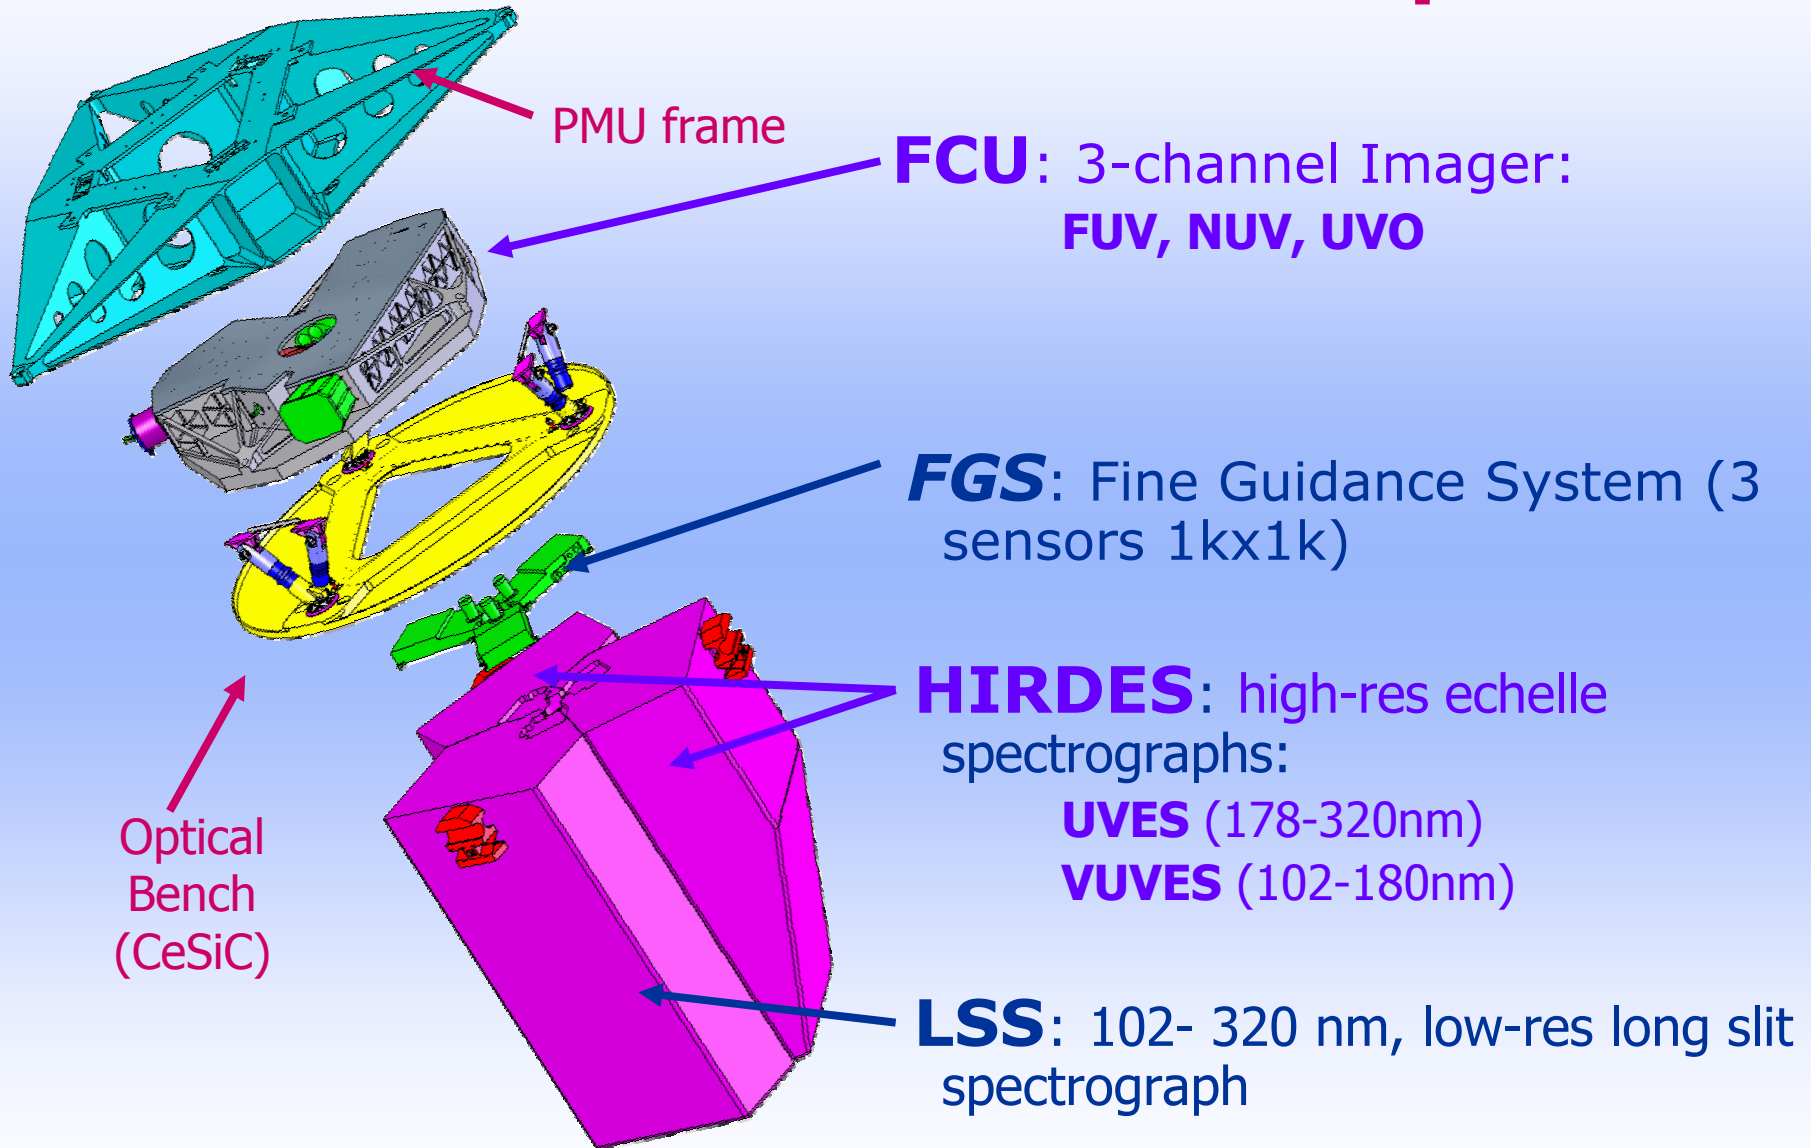 PMU frame
FCU: 3-channel Imager:
FUV, NUV, UVO
FGS: Fine Guidance System (3
sensors 1kx1k)
HIRDES: high-res echelle
spectrographs:
UVES (178-320nm)
VUVES (102-180nm)
Optical
Bench
(CeSiC)
LSS: 102- 320 nm, low-res long slit
spectrograph